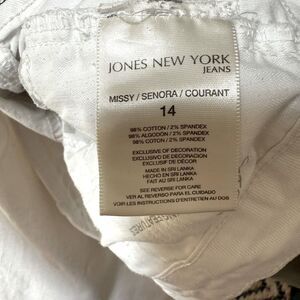 JONES NEW YORK
JEANS
MISSY / SENORA / COURANT
14
98% COTTON / 2% SPANDEX
98% ALGODON / 2% SPANDEX
98% COTON / 2% SPANDEX
EXCLUSIVE OF DECORATION
EXCLUSIVO DE DECORACION
EXCLUSIF DE DÉCOR
MADE IN SRI LANKA
HECHO EN SRI LANKA
FAIT AU SRI LANKA
SEE REVERSE FOR CARE
VER AL REVERSO PARA EL CUIDADO
VOIR LES INSTRUCTIONS D'ENTRETIEN AU DOS